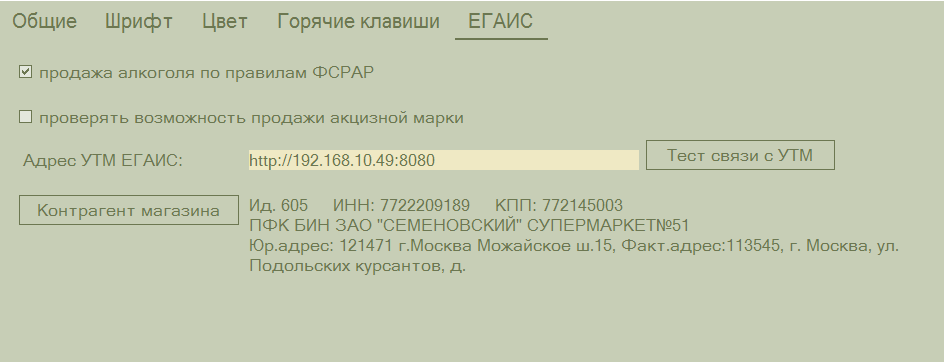 Общие Шрифт Цвет Горячие клавиши ЕГАИС
продажа алкоголя по правилам ФСРАР
проверять возможность продажи акцизной марки
Адрес УТМ ЕГАИС: http://192.168.10.49:8080 Тест связи с УТМ
Контрагент магазина Ид. 605 ИНН: 7722209189 КПП: 772145003
ПФК БИН ЗАО "СЕМЕНОВСКИЙ" СУПЕРМАРКЕТ№51
Юр.адрес: 121471 г.Москва Можайское ш.15, Факт.адрес:113545, г. Москва, ул.
Подольских курсантов, д.